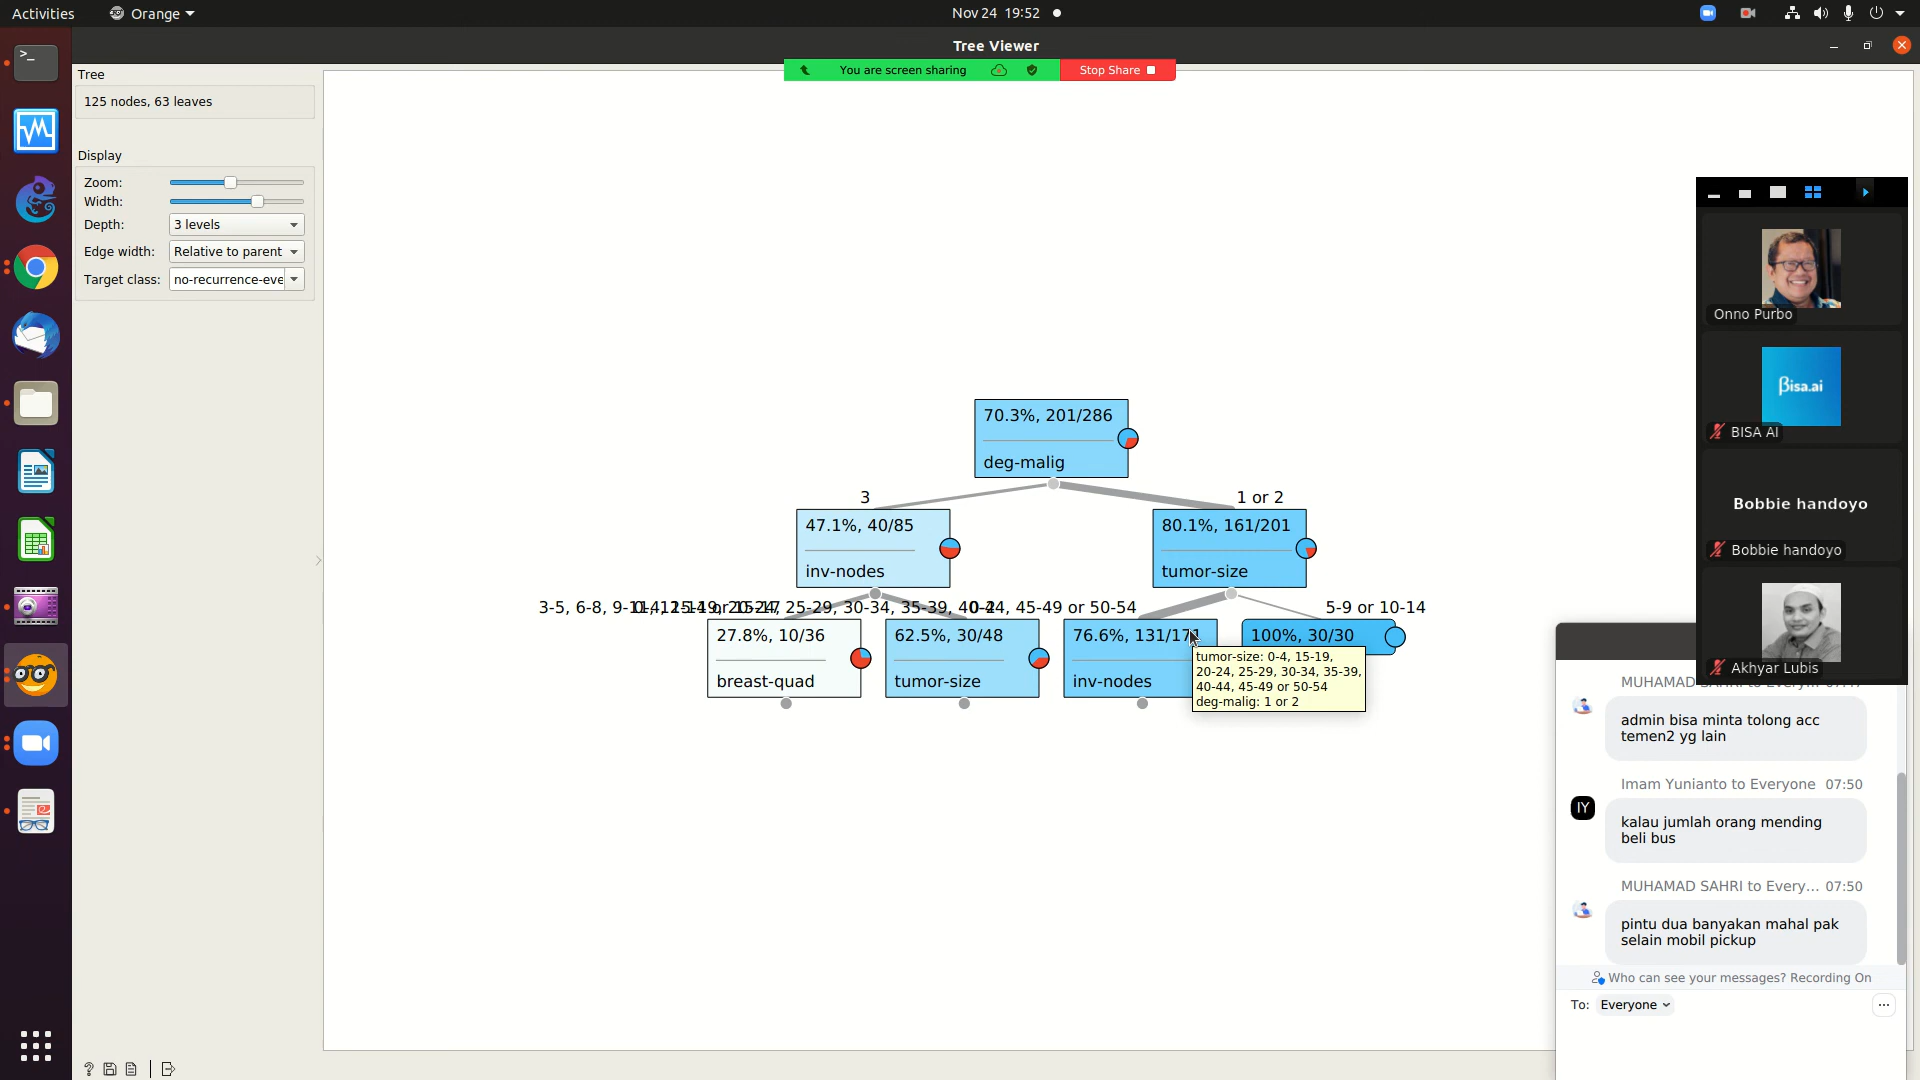 Activities
Orange
Nov 24 19:52
Tree Viewer
You are screen sharing
Stop Share
Tree
125 nodes, 63 leaves
Display
Zoom:
Width:
Depth:
3 levels
Edge width:
Relative to parent
Target class:
no-recurrence-eve
70.3%, 201/286
deg-malig
3
1 or 2
47.1%, 40/85
inv-nodes
80.1%, 161/201
tumor-size
5-9 or 10-14
27.8%, 10/36
breast-quad
62.5%, 30/48
tumor-size
76.6%, 131/171
inv-nodes
100%, 30/30
tumor-size: 0-4, 15-19,
20-24, 25-29, 30-34, 35-39,
40-44, 45-49 or 50-54
deg-malig: 1 or 2
Onno Purbo
βisa.ai
BISA AI
Bobbie handoyo
Bobbie handoyo
Akhyar Lubis
admin bisa minta tolong acc
temen2 yg lain
Imam Yunianto to Everyone 07:50
IY
kalau jumlah orang mending
beli bus
MUHAMAD SAHRI to Every... 07:50
pintu dua banyakan mahal pak
selain mobil pickup
Who can see your messages? Recording On
To: Everyone